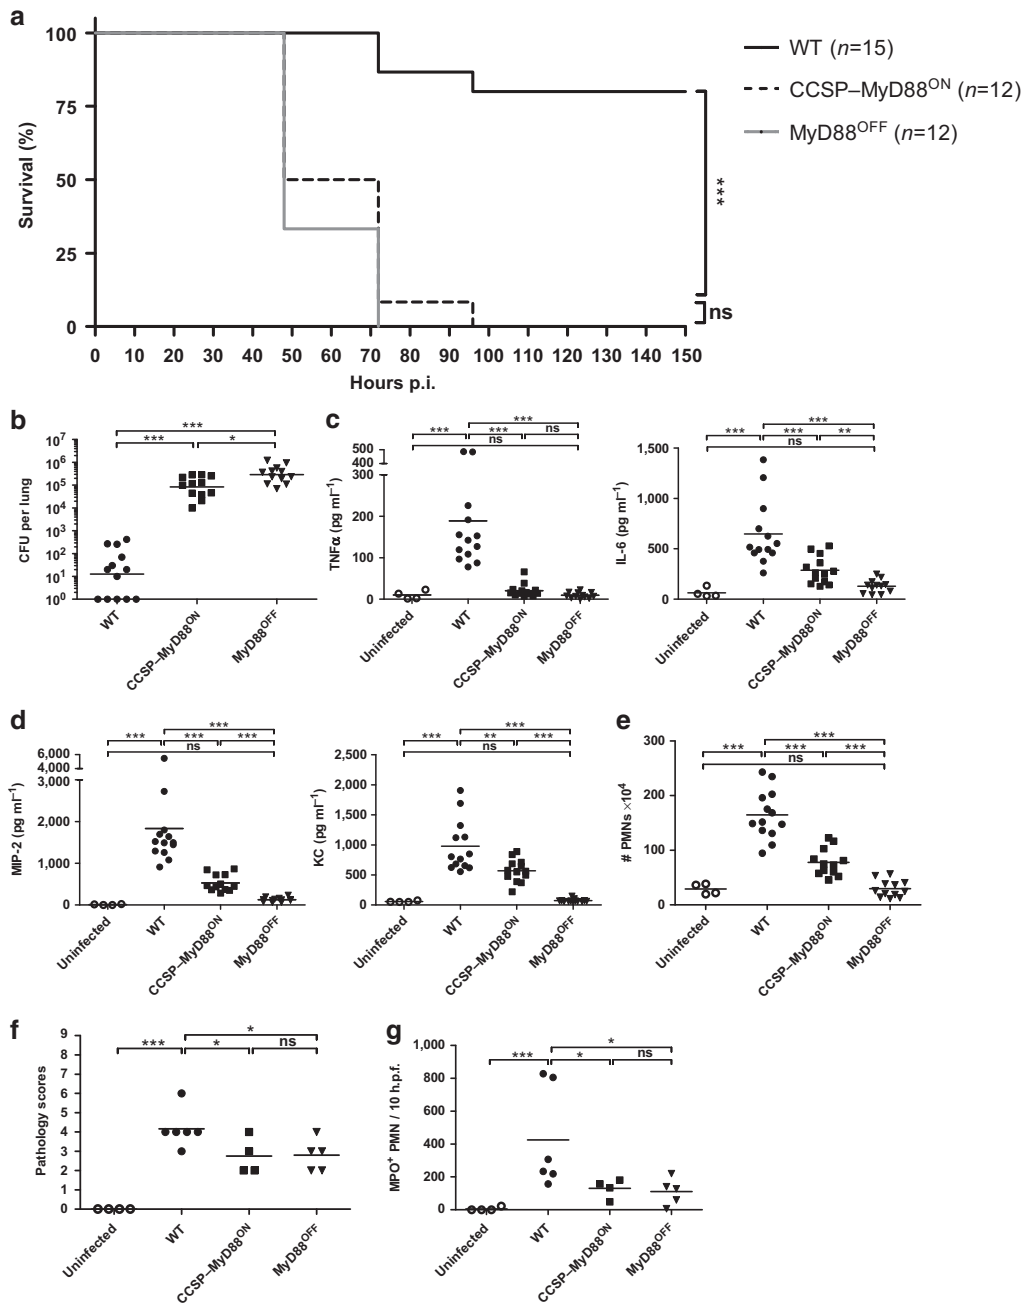 a
100
75
50
25
0
Survival (%)
0 10 20 30 40 50 60 70 80 90 100 110 120 130 140 150
Hours p.i.
WT (n=15)
CCSP–MyD88ON (n=12)
MyD88OFF (n=12)
***
ns
b
***
*** *
10^7
10^6
10^5
10^4
10^3
10^2
10^1
10^0
CFU per lung
WT
CCSP–MyD88ON
MyD88OFF
c
***
*** *** ns
ns
500
400
300
200
100
0
TNFα (pg ml−1)
Uninfected
WT
CCSP–MyD88ON
MyD88OFF
***
*** *** **
ns
1,500
1,000
500
0
IL-6 (pg ml−1)
Uninfected
WT
CCSP–MyD88ON
MyD88OFF
d
***
*** *** ***
ns
6,000
4,000
3,000
2,000
1,000
0
MIP-2 (pg ml−1)
Uninfected
WT
CCSP–MyD88ON
MyD88OFF
***
*** ** ***
ns
2,500
2,000
1,500
1,000
500
0
KC (pg ml−1)
Uninfected
WT
CCSP–MyD88ON
MyD88OFF
e
***
*** *** ***
ns
300
200
100
0
# PMNs ×10^4
Uninfected
WT
CCSP–MyD88ON
MyD88OFF
f
*
*** * ns
9
8
7
6
5
4
3
2
1
0
Pathology scores
Uninfected
WT
CCSP–MyD88ON
MyD88OFF
g
*
*** * ns
1,000
800
600
400
200
0
MPO+ PMN / 10 h.p.f.
Uninfected
WT
CCSP–MyD88ON
MyD88OFF